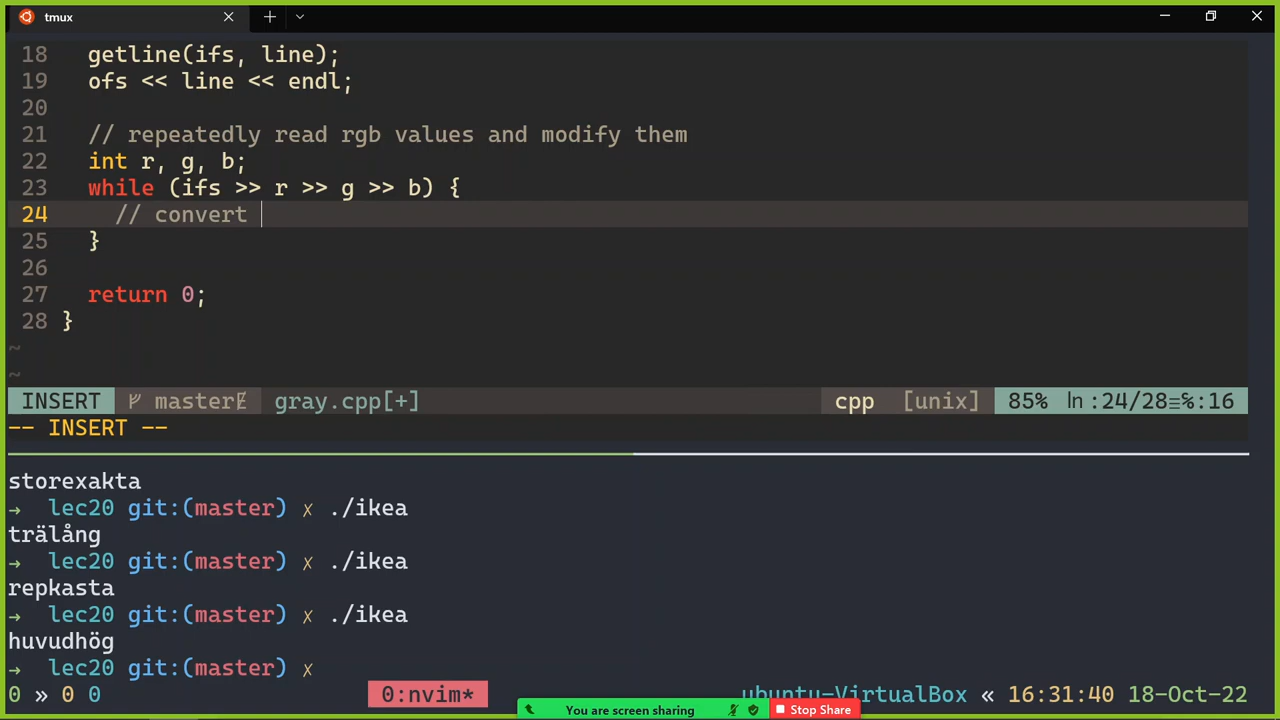 tmux
18 getline(ifs, line);
19 ofs << line << endl;
20
21 // repeatedly read rgb values and modify them
22 int r, g, b;
23 while (ifs >> r >> g >> b) {
24 // convert
25 }
26
27 return 0;
28 }
~
~
INSERT master gray.cpp[+] cpp [unix] 85% ln :24/28≡℅:16
-- INSERT --
storexakta
→ lec20 git:(master) ✗ ./ikea
trälång
→ lec20 git:(master) ✗ ./ikea
repkasta
→ lec20 git:(master) ✗ ./ikea
huvudhög
→ lec20 git:(master) ✗
0 » 0 0 0:nvim* ubuntu-VirtualBox « 16:31:40 18-Oct-22
You are screen sharing Stop Share